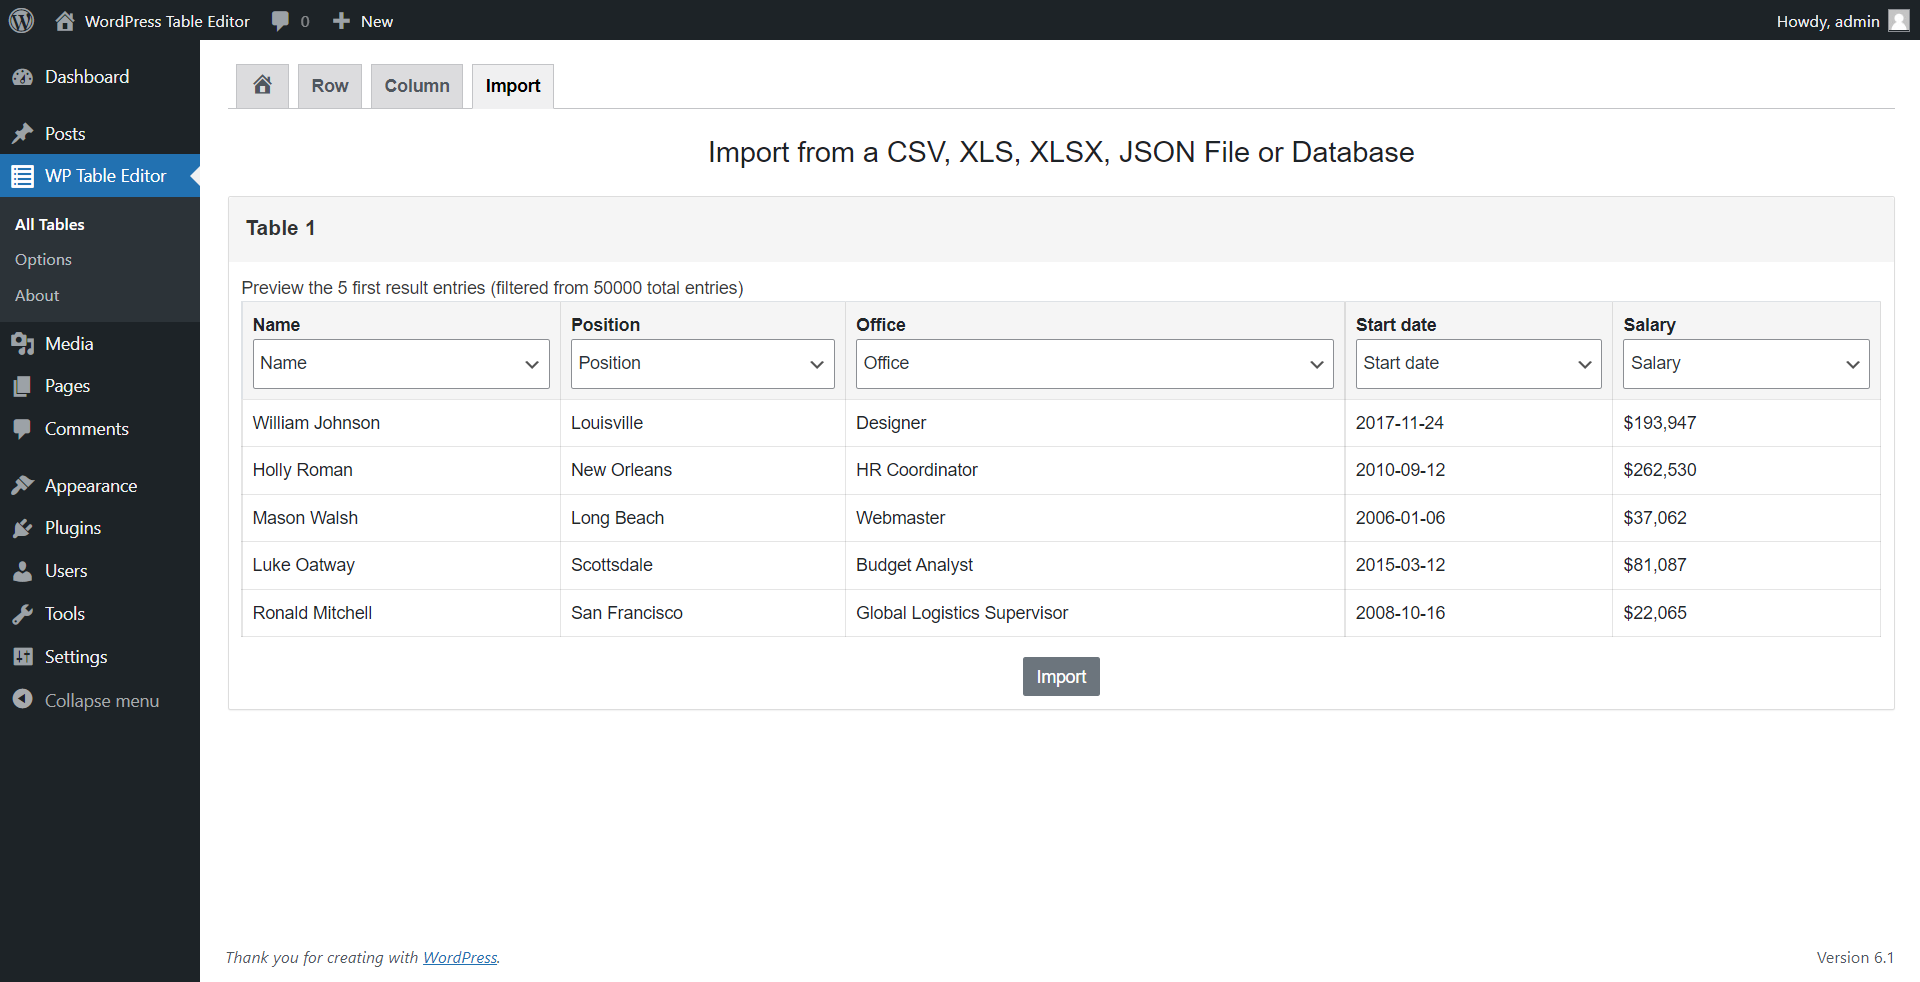 WordPress Table Editor 0 New Howdy, admin
Dashboard
Posts
WP Table Editor
All Tables
Options
About
Media
Pages
Comments
Appearance
Plugins
Users
Tools
Settings
Collapse menu
Row Column Import
Import from a CSV, XLS, XLSX, JSON File or Database
Table 1
Preview the 5 first result entries (filtered from 50000 total entries)
Name Position Office Start date Salary
Name Position Office Start date Salary
William Johnson Louisville Designer 2017-11-24 $193,947
Holly Roman New Orleans HR Coordinator 2010-09-12 $262,530
Mason Walsh Long Beach Webmaster 2006-01-06 $37,062
Luke Oatway Scottsdale Budget Analyst 2015-03-12 $81,087
Ronald Mitchell San Francisco Global Logistics Supervisor 2008-10-16 $22,065
Import
Thank you for creating with WordPress. Version 6.1